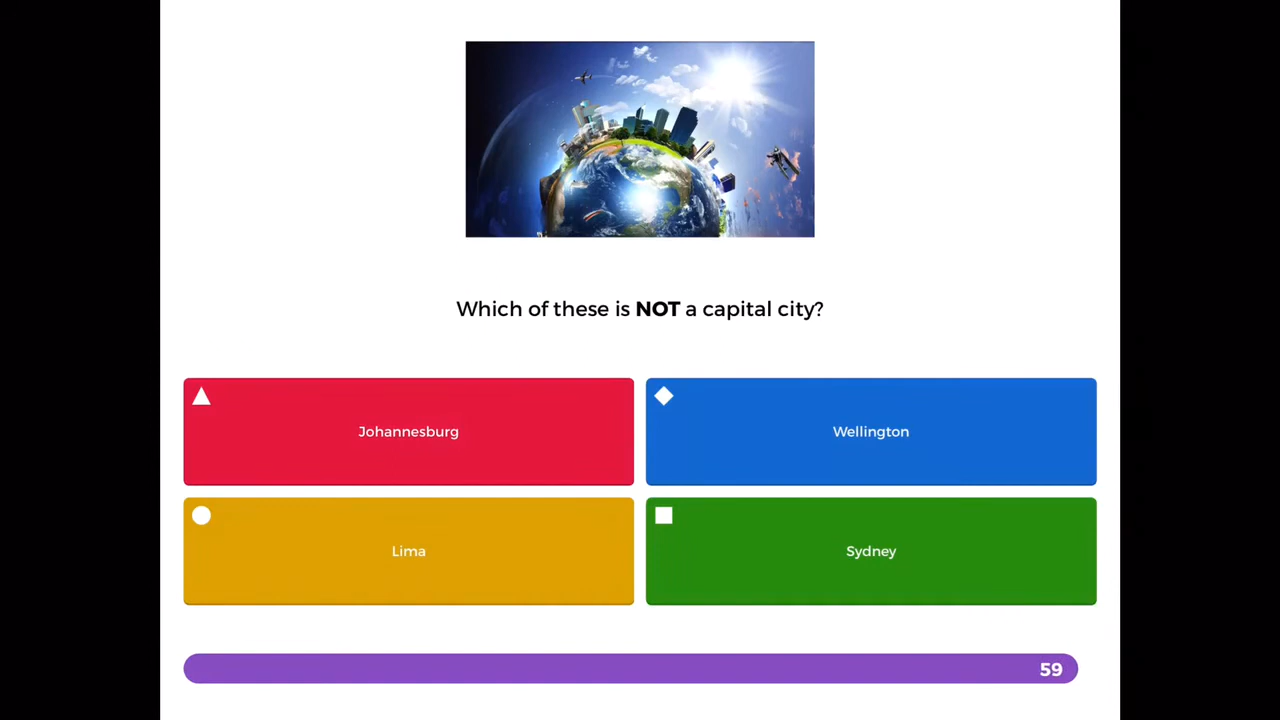 Which of these is NOT a capital city?
Johannesburg
Wellington
Lima
Sydney
59